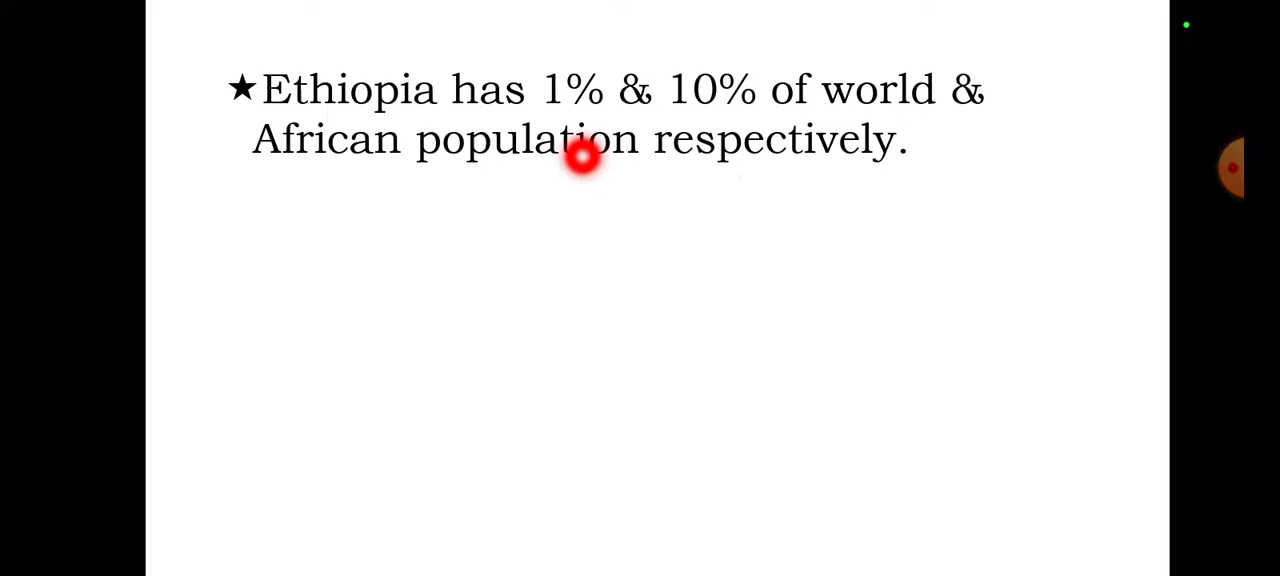 ★Ethiopia has 1% & 10% of world &
African population respectively.